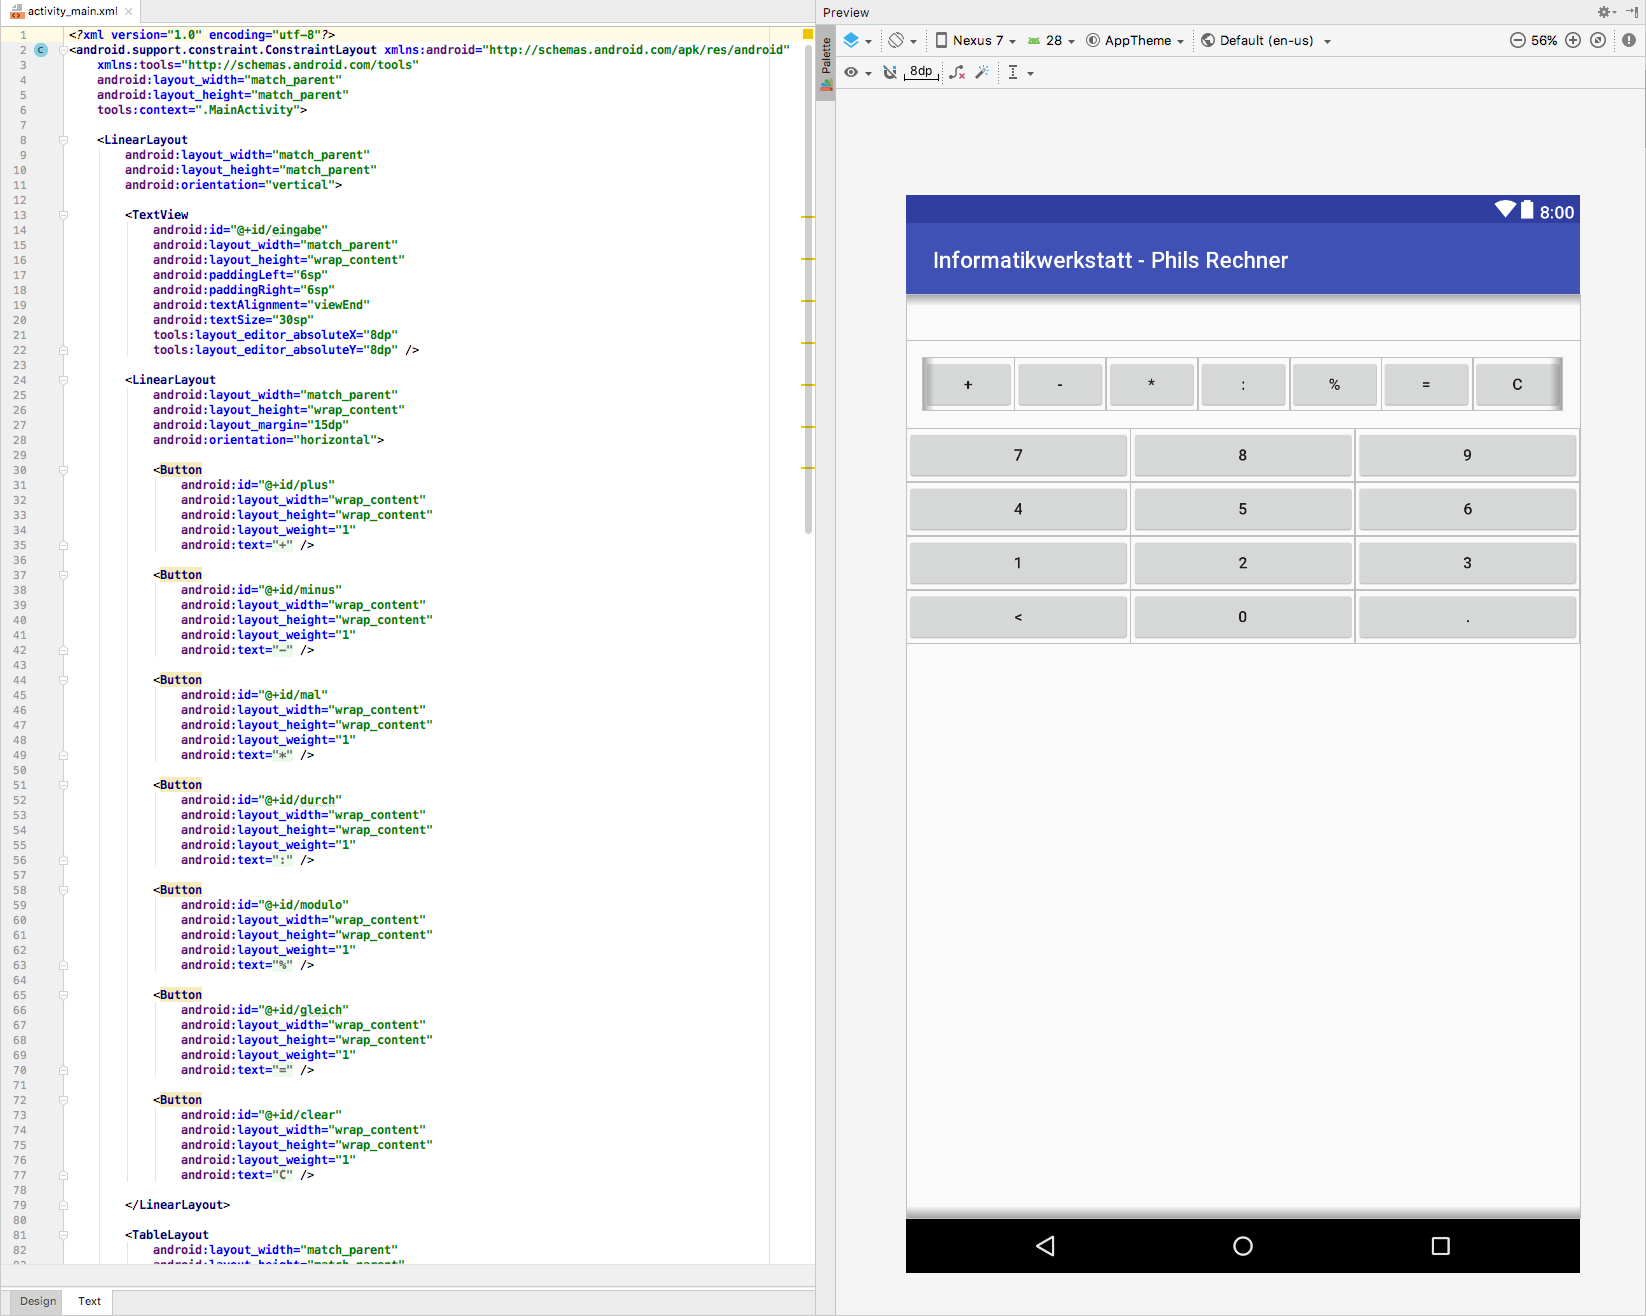 activity_main.xml
1 <?xml version="1.0" encoding="utf-8"?>
2 C <android.support.constraint.ConstraintLayout xmlns:android="http://schemas.android.com/apk/res/android"
3 xmlns:tools="http://schemas.android.com/tools"
4 android:layout_width="match_parent"
5 android:layout_height="match_parent"
6 tools:context=".MainActivity">
7
8 <LinearLayout
9 android:layout_width="match_parent"
10 android:layout_height="match_parent"
11 android:orientation="vertical">
12
13 <TextView
14 android:id="@+id/eingabe"
15 android:layout_width="match_parent"
16 android:layout_height="wrap_content"
17 android:paddingLeft="6sp"
18 android:paddingRight="6sp"
19 android:textAlignment="viewEnd"
20 android:textSize="30sp"
21 tools:layout_editor_absoluteX="8dp"
22 tools:layout_editor_absoluteY="8dp" />
23
24 <LinearLayout
25 android:layout_width="match_parent"
26 android:layout_height="wrap_content"
27 android:layout_margin="15dp"
28 android:orientation="horizontal">
29
30 <Button
31 android:id="@+id/plus"
32 android:layout_width="wrap_content"
33 android:layout_height="wrap_content"
34 android:layout_weight="1"
35 android:text="+" />
36
37 <Button
38 android:id="@+id/minus"
39 android:layout_width="wrap_content"
40 android:layout_height="wrap_content"
41 android:layout_weight="1"
42 android:text="-" />
43
44 <Button
45 android:id="@+id/mal"
46 android:layout_width="wrap_content"
47 android:layout_height="wrap_content"
48 android:layout_weight="1"
49 android:text="*" />
50
51 <Button
52 android:id="@+id/durch"
53 android:layout_width="wrap_content"
54 android:layout_height="wrap_content"
55 android:layout_weight="1"
56 android:text=":" />
57
58 <Button
59 android:id="@+id/modulo"
60 android:layout_width="wrap_content"
61 android:layout_height="wrap_content"
62 android:layout_weight="1"
63 android:text="%" />
64
65 <Button
66 android:id="@+id/gleich"
67 android:layout_width="wrap_content"
68 android:layout_height="wrap_content"
69 android:layout_weight="1"
70 android:text="=" />
71
72 <Button
73 android:id="@+id/clear"
74 android:layout_width="wrap_content"
75 android:layout_height="wrap_content"
76 android:layout_weight="1"
77 android:text="C" />
78
79 </LinearLayout>
80
81 <TableLayout
82 android:layout_width="match_parent"
83 android:layout_height="match_parent"
Design Text
Preview
Palette
Nexus 7 28 AppTheme Default (en-us) 56%
8dp
8:00
Informatikwerkstatt - Phils Rechner
+ - * : % = C
7 8 9
4 5 6
1 2 3
< 0 .